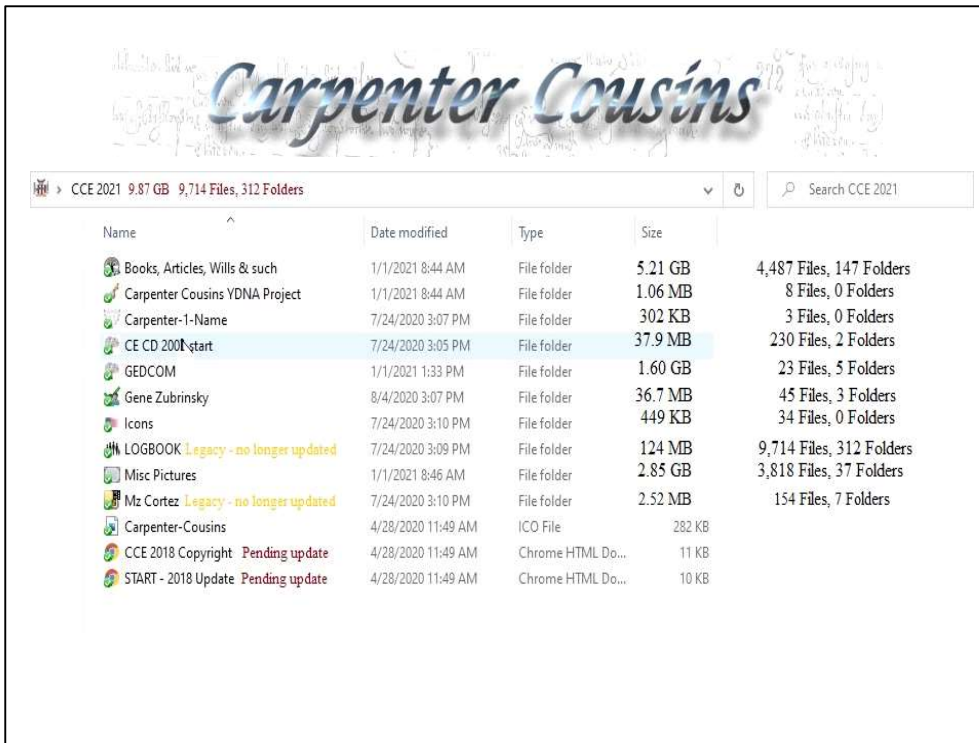 Carpenter Cousins
CCE 2021 9.87 GB 9,714 Files, 312 Folders Search CCE 2021
Name Date modified Type Size
Books, Articles, Wills & such 1/1/2021 8:44 AM File folder 5.21 GB 4,487 Files, 147 Folders
Carpenter Cousins YDNA Project 1/1/2021 8:44 AM File folder 1.06 MB 8 Files, 0 Folders
Carpenter-1-Name 7/24/2020 3:07 PM File folder 302 KB 3 Files, 0 Folders
CE CD 200 start 7/24/2020 3:05 PM File folder 37.9 MB 230 Files, 2 Folders
GEDCOM 1/1/2021 1:33 PM File folder 1.60 GB 23 Files, 5 Folders
Gene Zubrinsky 8/4/2020 3:07 PM File folder 36.7 MB 45 Files, 3 Folders
Icons 7/24/2020 3:10 PM File folder 449 KB 34 Files, 0 Folders
LOGBOOK Legacy - no longer updated 7/24/2020 3:09 PM File folder 124 MB 9,714 Files, 312 Folders
Misc Pictures 1/1/2021 8:46 AM File folder 2.85 GB 3,818 Files, 37 Folders
Mz Cortez Legacy - no longer updated 7/24/2020 3:10 PM File folder 2.52 MB 154 Files, 7 Folders
Carpenter-Cousins 4/28/2020 11:49 AM ICO File 282 KB
CCE 2018 Copyright Pending update 4/28/2020 11:49 AM Chrome HTML Do... 11 KB
START - 2018 Update Pending update 4/28/2020 11:49 AM Chrome HTML Do... 10 KB